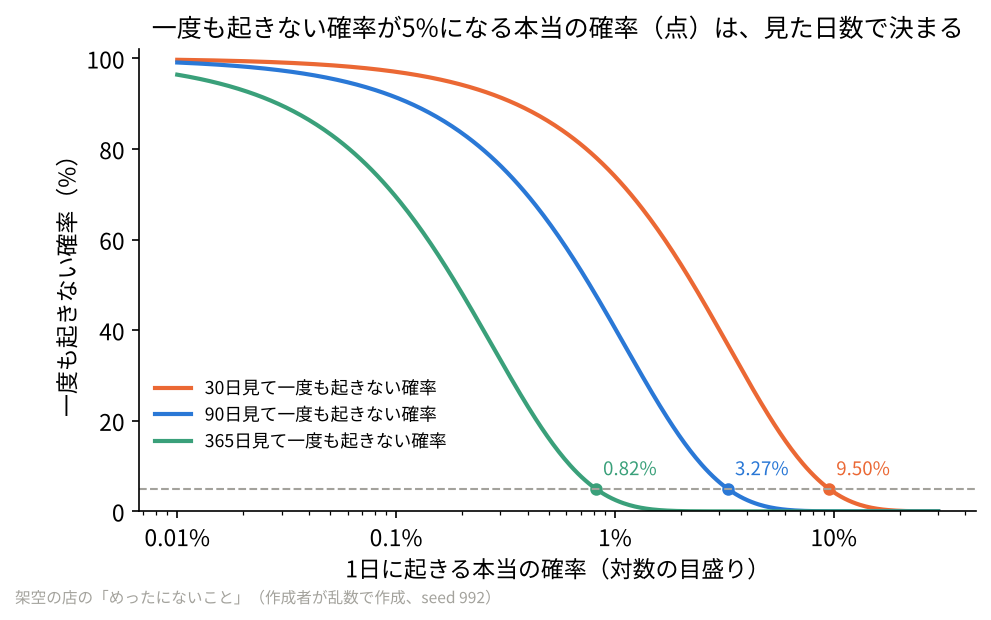 一度も起きない確率が5%になる本当の確率（点）は、見た日数で決まる
一度も起きない確率（%）
100
80
60
40
20
0
30日見て一度も起きない確率
90日見て一度も起きない確率
365日見て一度も起きない確率
0.82%
3.27%
9.50%
0.01%
0.1%
1%
10%
1日に起きる本当の確率（対数の目盛り）
架空の店の「めったにないこと」（作成者が乱数で作成、seed 992）